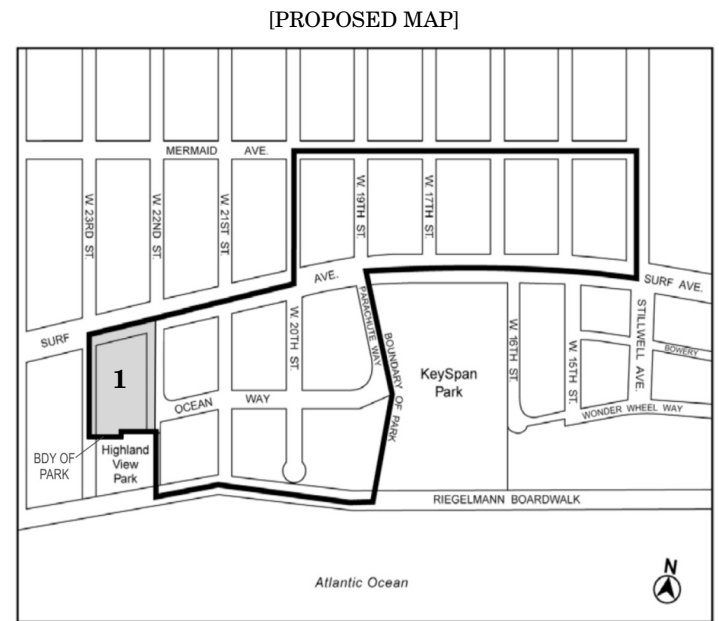 [PROPOSED MAP]
MERMAID AVE.
W. 23RD ST.
W. 22ND ST.
W. 21ST ST.
W. 19TH ST.
W. 17TH ST.
AVE.
SURF AVE.
SURF
PARACHUTE WAY
W. 20TH ST.
BOUNDARY OF PARK
W. 16TH ST.
W. 15TH ST.
STILLWELL AVE.
BOWERY
1
KeySpan
Park
OCEAN WAY
WONDER WHEEL WAY
BDY OF
PARK
Highland
View
Park
RIEGELMANN BOARDWALK
Atlantic Ocean
N